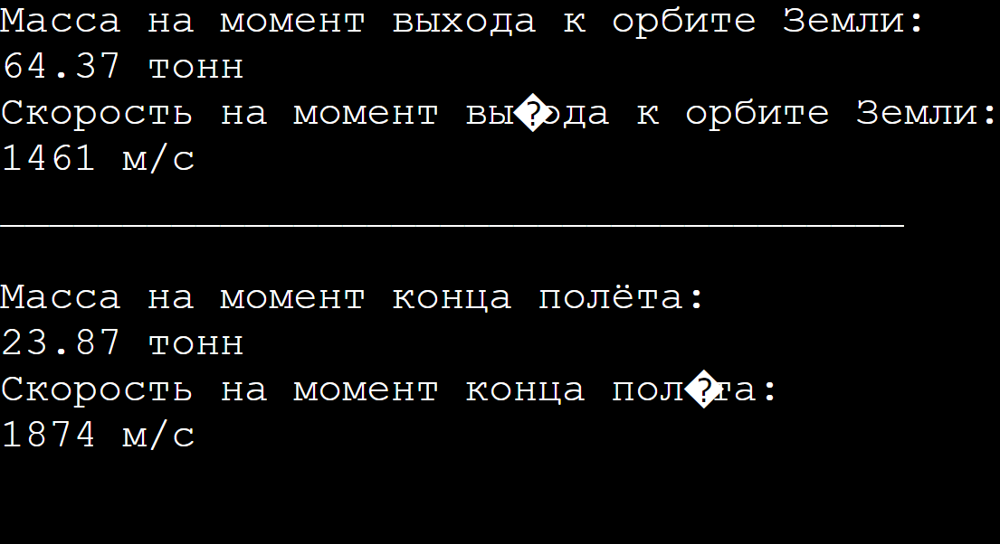 Масса на момент выхода к орбите Земли:
64.37 тонн
Скорость на момент вы�ода к орбите Земли:
1461 м/с
_____________________________________
Масса на момент конца полёта:
23.87 тонн
Скорость на момент конца пол�та:
1874 м/с